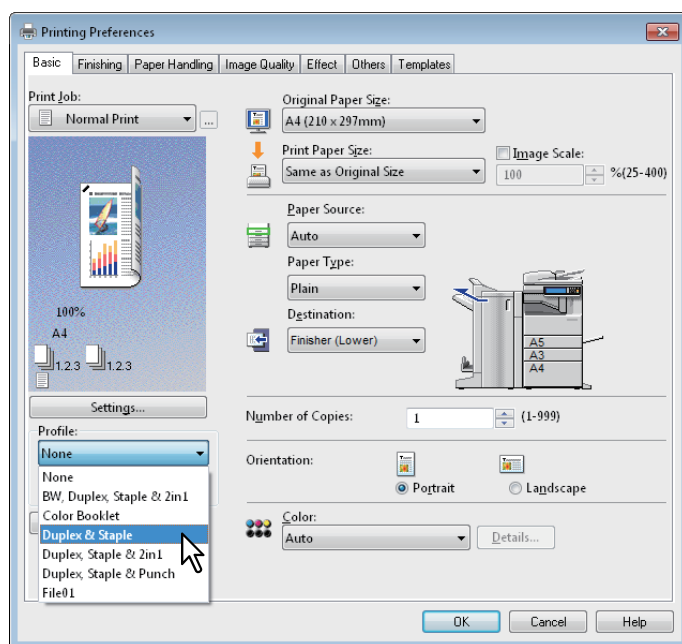 Printing Preferences
Basic
Finishing
Paper Handling
Image Quality
Effect
Others
Templates
Print Job:
Normal Print
...
100%
A4
1.2.3
1.2.3
Settings...
Profile:
None
None
BW, Duplex, Staple & 2in1
Color Booklet
Duplex & Staple
Duplex, Staple & 2in1
Duplex, Staple & Punch
File01
Original Paper Size:
A4 (210 x 297mm)
Print Paper Size:
Same as Original Size
Image Scale:
100
%(25-400)
Paper Source:
Auto
Paper Type:
Plain
Destination:
Finisher (Lower)
A5
A3
A4
Number of Copies:
1
(1-999)
Orientation:
Portrait
Landscape
Color:
Auto
Details...
OK
Cancel
Help